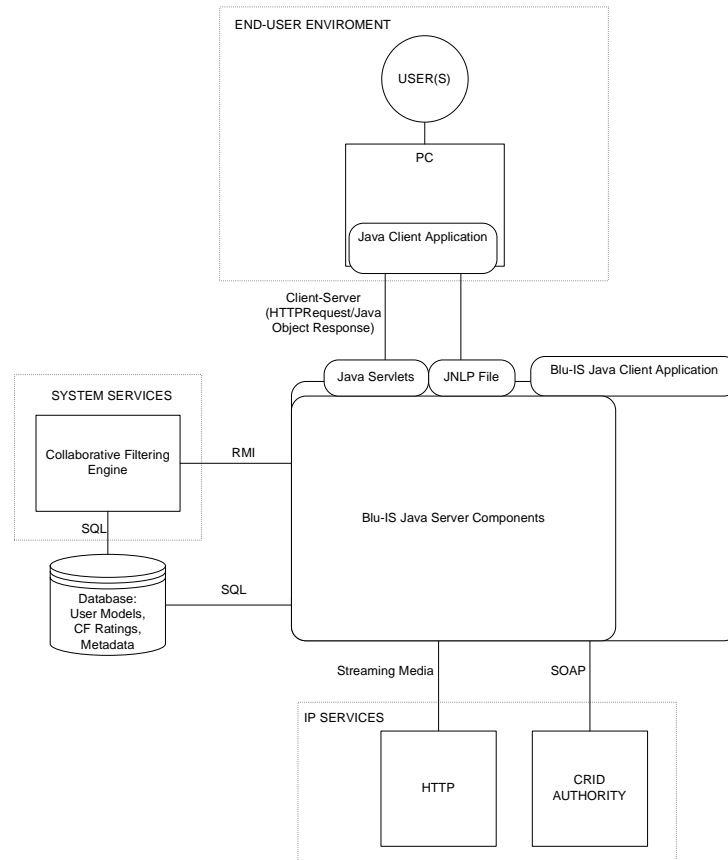 END-USER ENVIROMENT
USER(S)
PC
Java Client Application
Client-Server
(HTTPRequest/Java
Object Response)
Java Servlets
JNLP File
Blu-IS Java Client Application
SYSTEM SERVICES
Collaborative Filtering
Engine
RMI
Blu-IS Java Server Components
SQL
Database:
User Models,
CF Ratings,
Metadata
SQL
Streaming Media
SOAP
IP SERVICES
HTTP
CRID
AUTHORITY